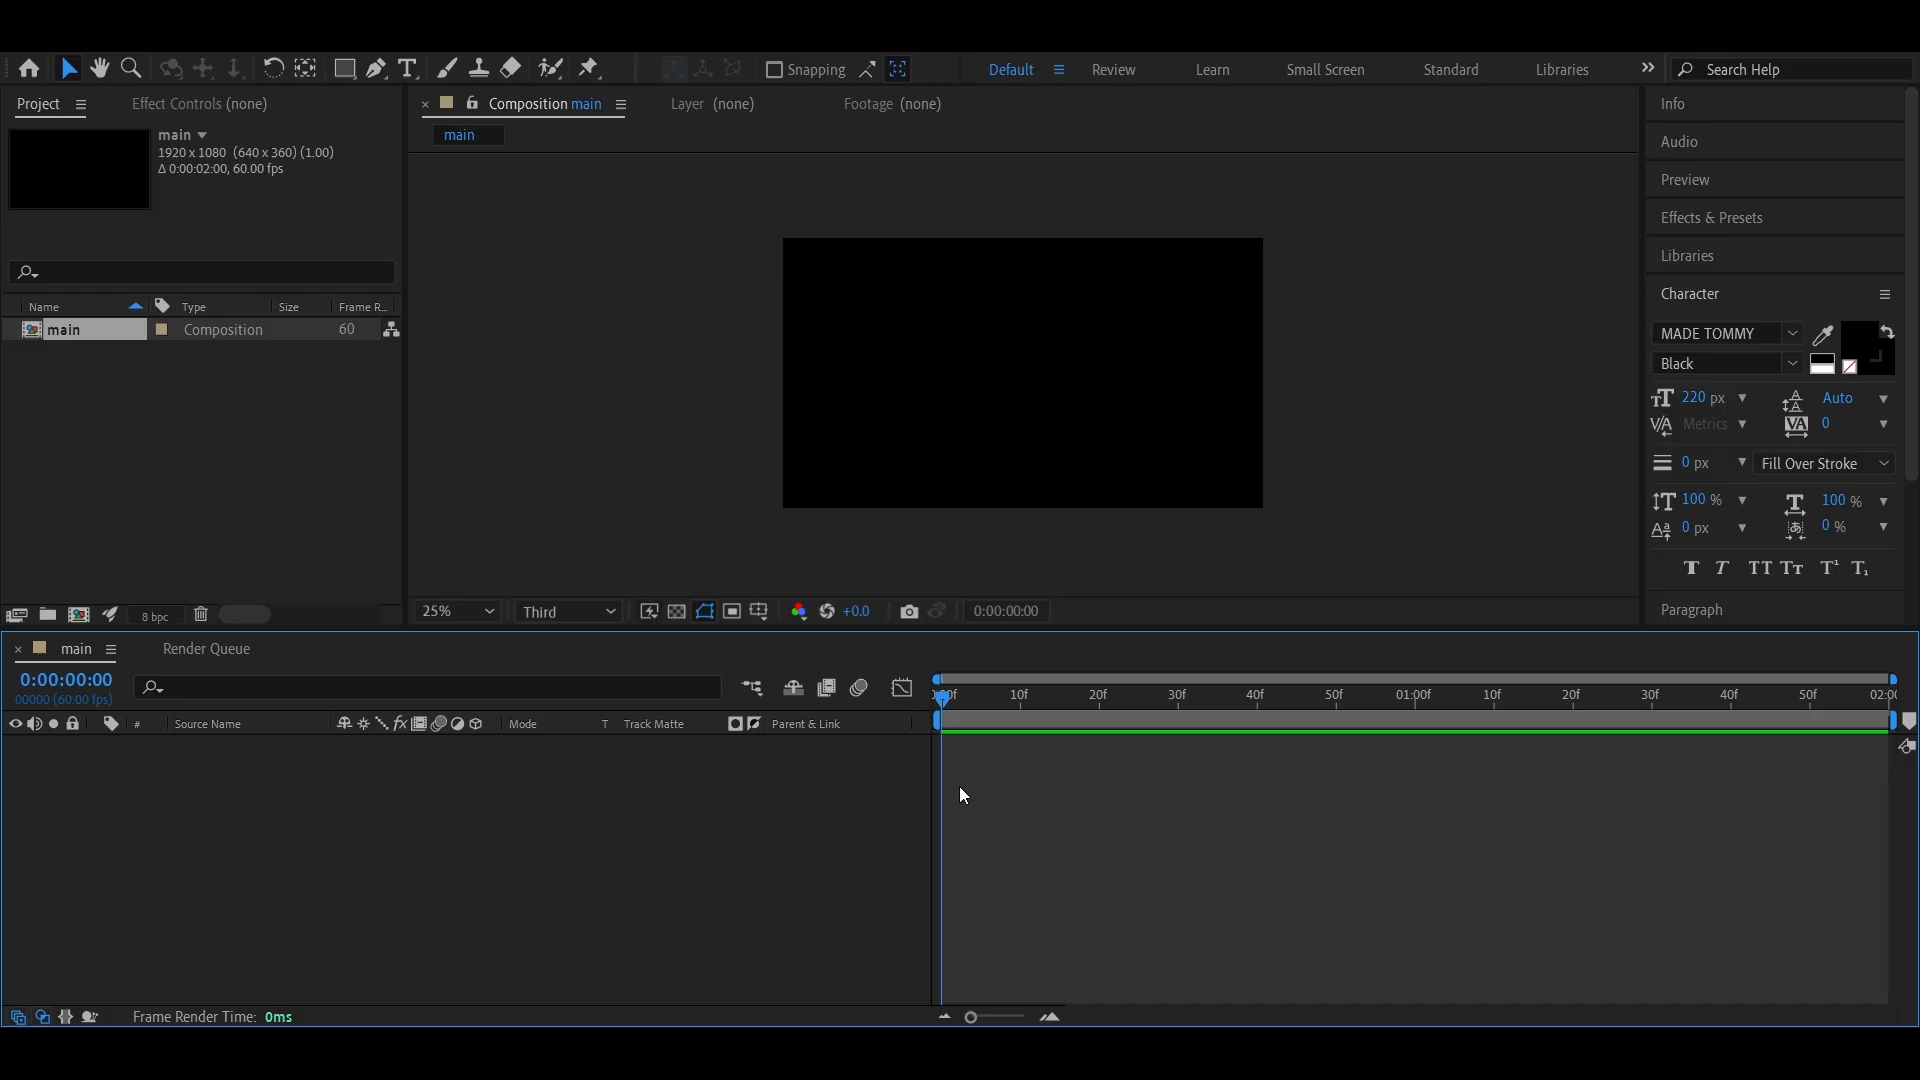 Snapping
Default
Review
Learn
Small Screen
Standard
Libraries
Search Help
Project
Effect Controls (none)
Composition main
Layer (none)
Footage (none)
Info
main
1920 x 1080 (640 x 360) (1.00)
Δ 0:00:02:00, 60.00 fps
main
Audio
Preview
Effects & Presets
Libraries
Character
Name
Type
Size
Frame R...
main
Composition
60
MADE TOMMY
Black
220 px
Auto
Metrics
0
0 px
Fill Over Stroke
100 %
100 %
0 px
0 %
Paragraph
8 bpc
25%
Third
+0.0
0:00:00:00
main
Render Queue
0:00:00:00
00000 (60.00 fps)
10f
20f
30f
40f
50f
01:00f
10f
20f
30f
40f
50f
#
Source Name
Mode
T
Track Matte
Parent & Link
Frame Render Time: 0ms